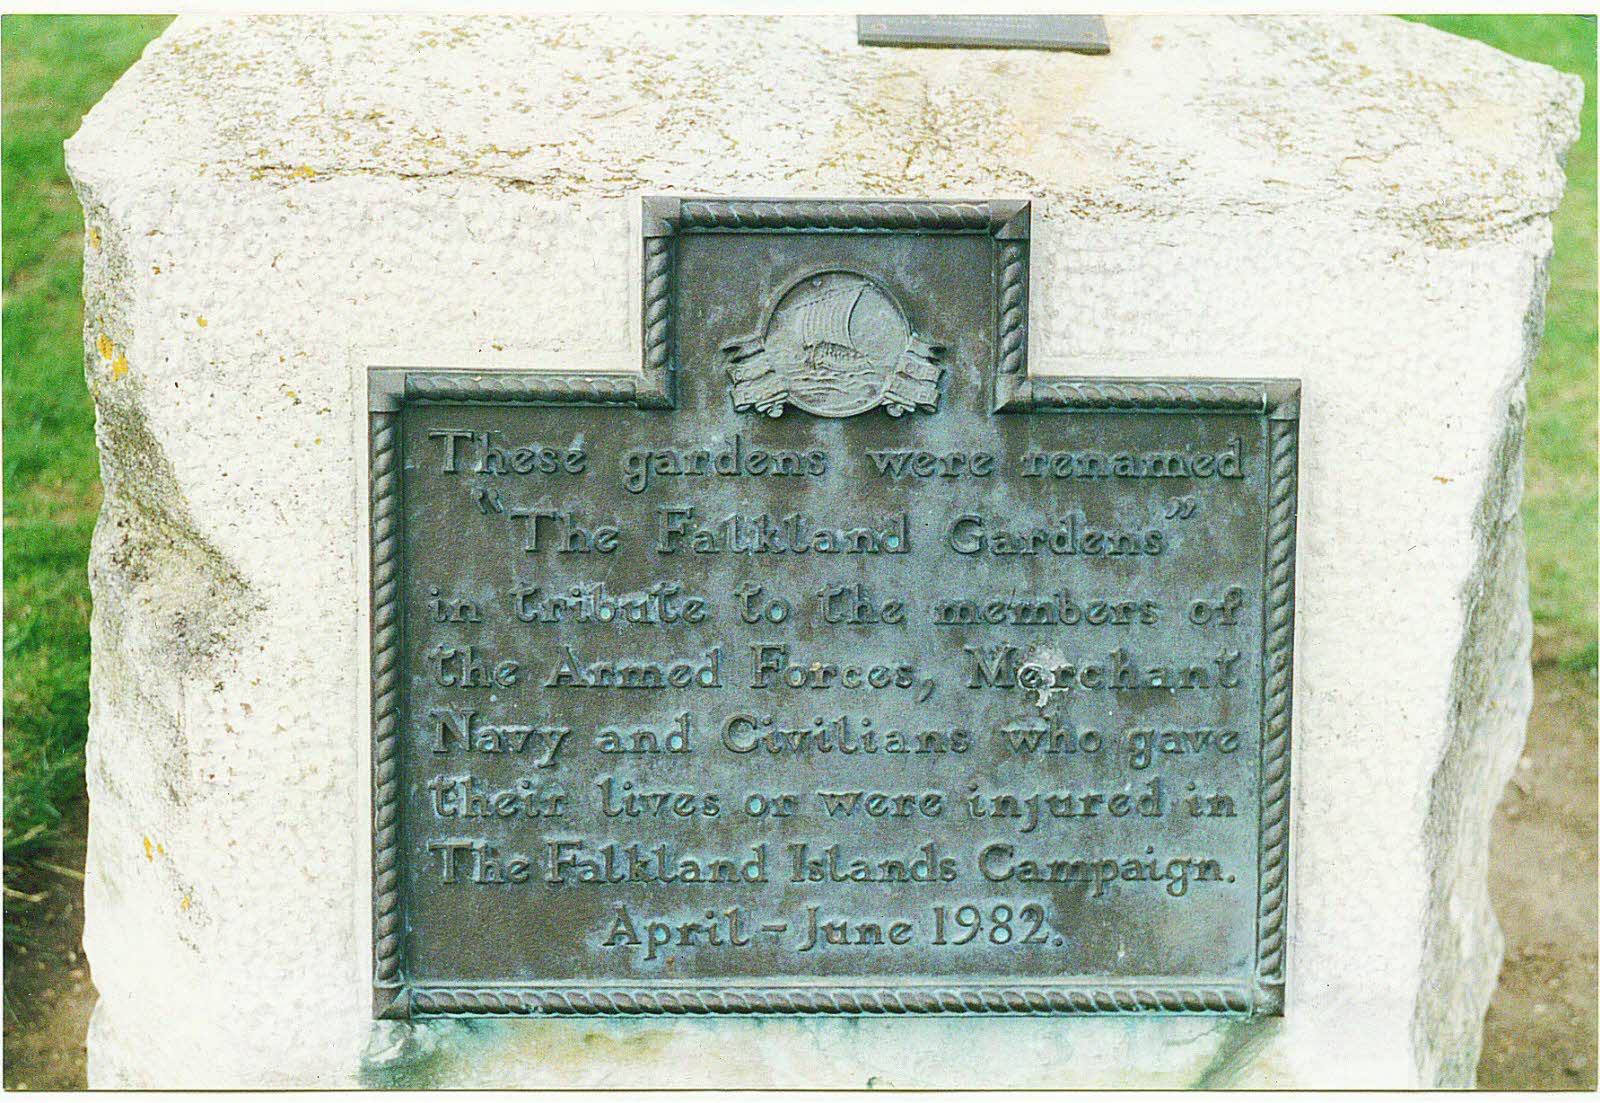 These gardens were renamed
"The Falkland Gardens"
in tribute to the members of
the Armed Forces, Merchant
Navy and Civilians who gave
their lives or were injured in
The Falkland Islands Campaign.
April - June 1982.